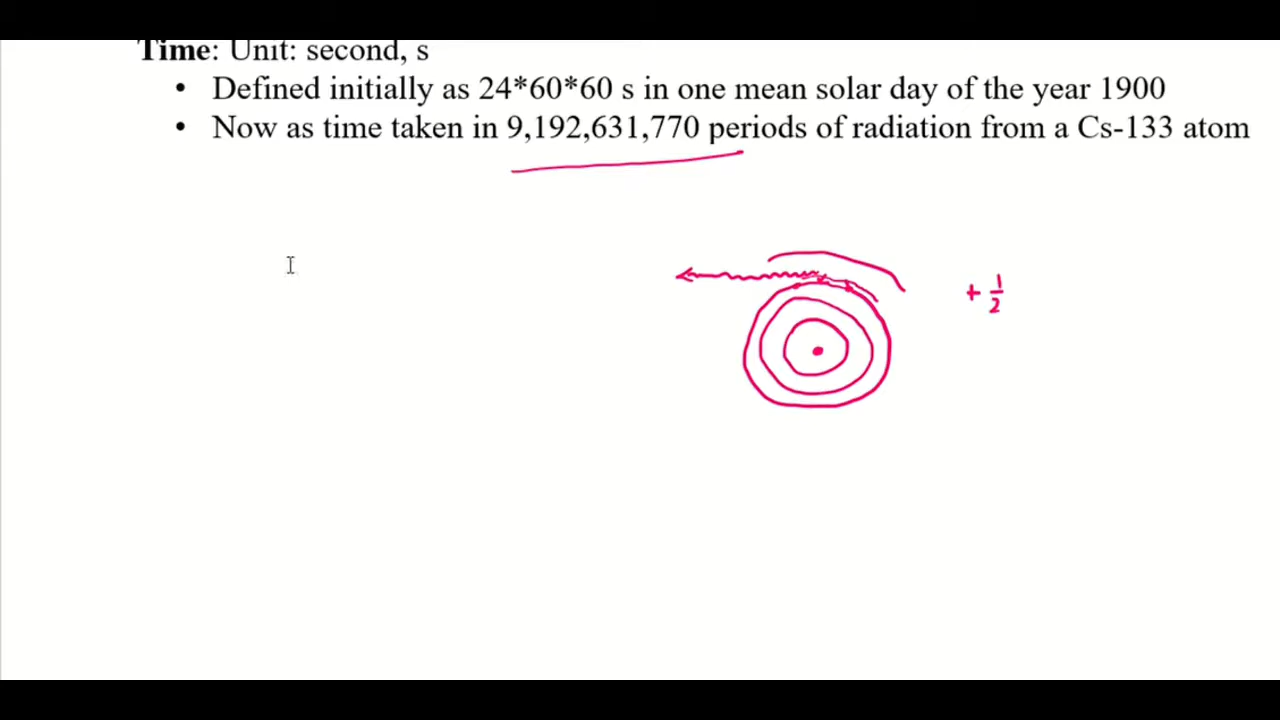 Time: Unit: second, s
• Defined initially as 24*60*60 s in one mean solar day of the year 1900
• Now as time taken in 9,192,631,770 periods of radiation from a Cs-133 atom
+ 1/2